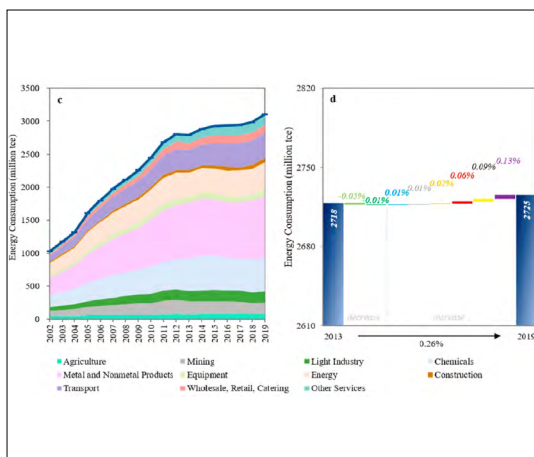 c
Energy Consumption (million tce)
3500
3000
2500
2000
1500
1000
500
0
2002
2003
2004
2005
2006
2007
2008
2009
2010
2011
2012
2013
2014
2015
2016
2017
2018
2019
d
Energy Consumption (million tce)
2820
2750
2680
2610
2718
-0.05%
0.01%
0.01%
0.01%
0.02%
0.06%
0.09%
0.13%
2725
decrease
increase
2013
2019
0.26%
Agriculture
Mining
Light Industry
Chemicals
Metal and Nonmetal Products
Equipment
Energy
Construction
Transport
Wholesale, Retail, Catering
Other Services